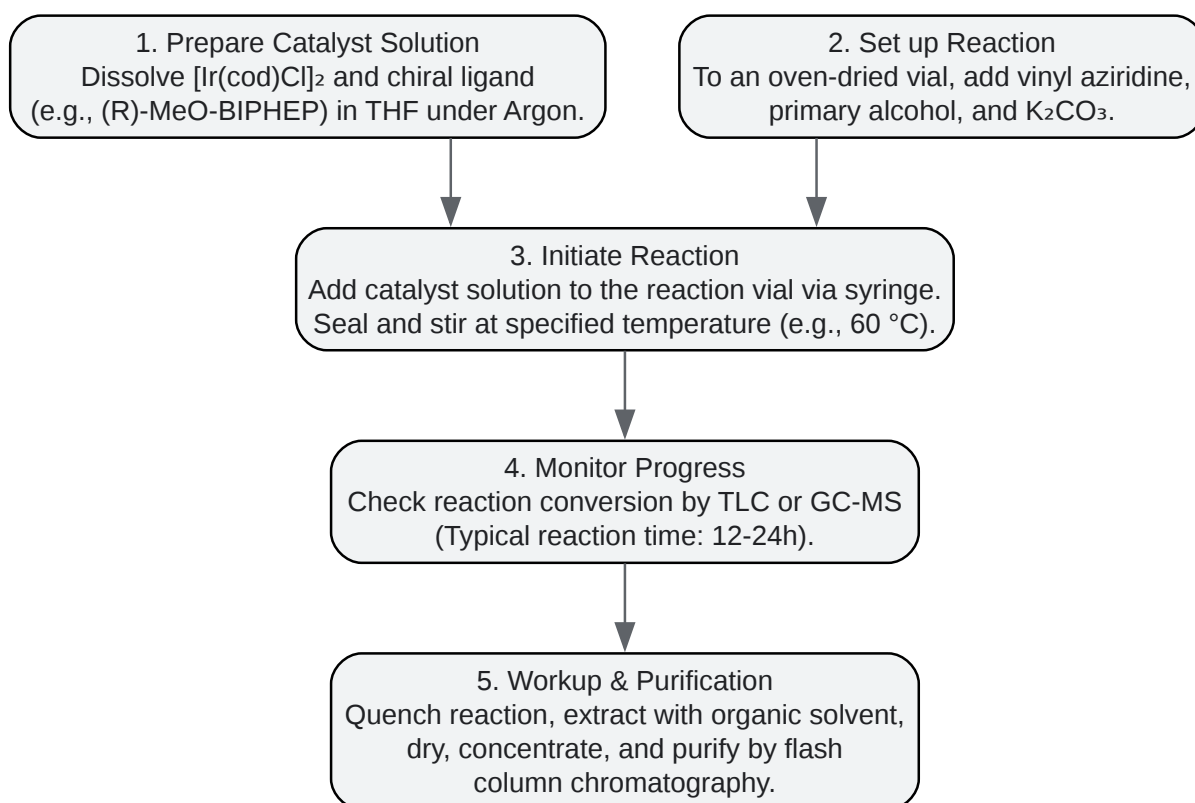 1. Prepare Catalyst Solution
Dissolve [Ir(cod)Cl]₂ and chiral ligand
(e.g., (R)-MeO-BIPHEP) in THF under Argon.
2. Set up Reaction
To an oven-dried vial, add vinyl aziridine,
primary alcohol, and K₂CO₃.
3. Initiate Reaction
Add catalyst solution to the reaction vial via syringe.
Seal and stir at specified temperature (e.g., 60 °C).
4. Monitor Progress
Check reaction conversion by TLC or GC-MS
(Typical reaction time: 12-24h).
5. Workup & Purification
Quench reaction, extract with organic solvent,
dry, concentrate, and purify by flash
column chromatography.